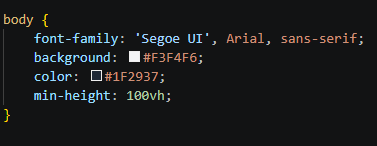 body {
    font-family: 'Segoe UI', Arial, sans-serif;
    background: #F3F4F6;
    color: #1F2937;
    min-height: 100vh;
}